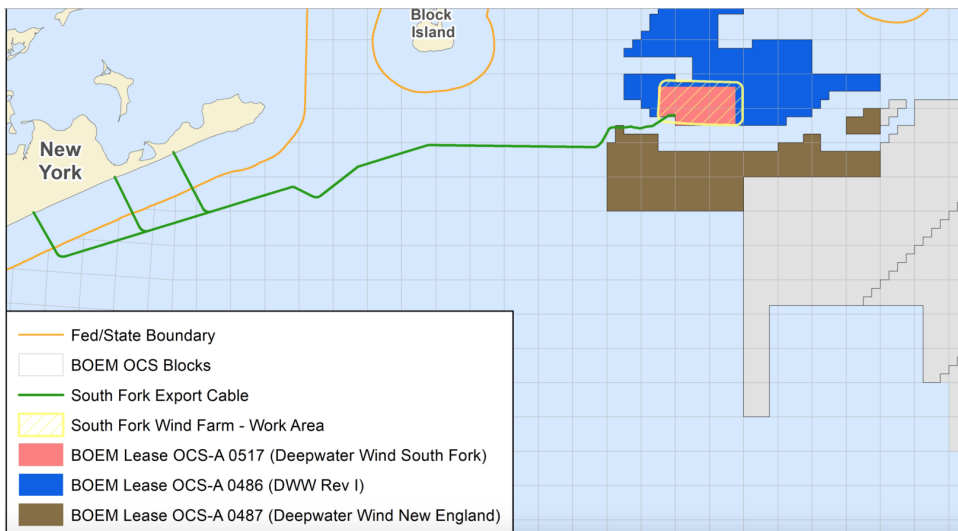 Block
Island
New
York
Fed/State Boundary
BOEM OCS Blocks
South Fork Export Cable
South Fork Wind Farm - Work Area
BOEM Lease OCS-A 0517 (Deepwater Wind South Fork)
BOEM Lease OCS-A 0486 (DWW Rev I)
BOEM Lease OCS-A 0487 (Deepwater Wind New England)